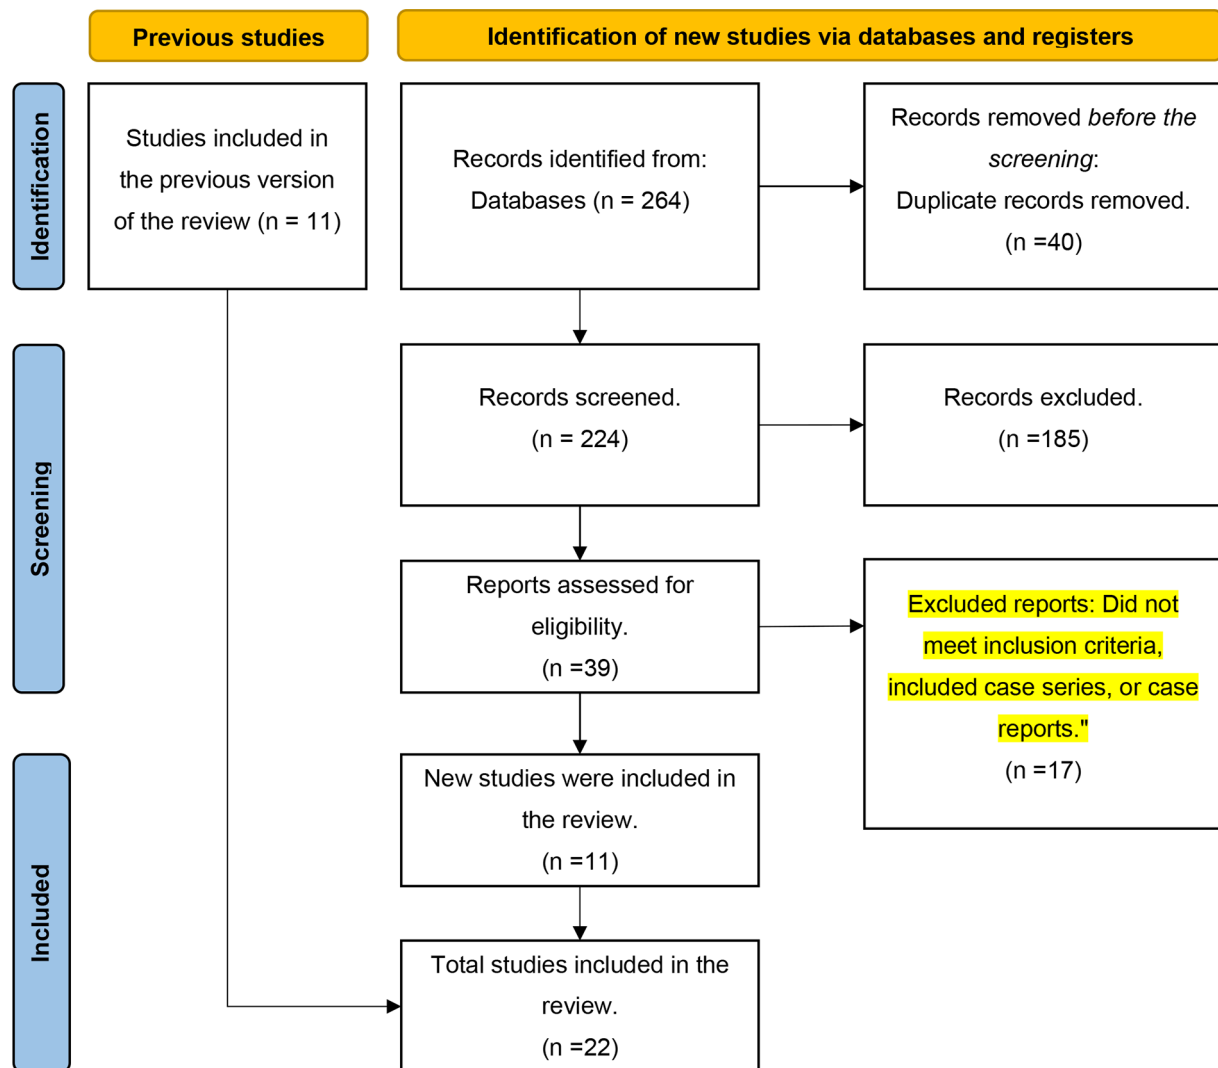 Previous studies
Identification of new studies via databases and registers
Identification
Studies included in
the previous version
of the review (n = 11)
Records identified from:
Databases (n = 264)
Records removed before the
screening:
Duplicate records removed.
(n =40)
Screening
Records screened.
(n = 224)
Records excluded.
(n =185)
Reports assessed for
eligibility.
(n =39)
Excluded reports: Did not
meet inclusion criteria,
included case series, or case
reports."
(n =17)
Included
New studies were included in
the review.
(n =11)
Total studies included in the
review.
(n =22)